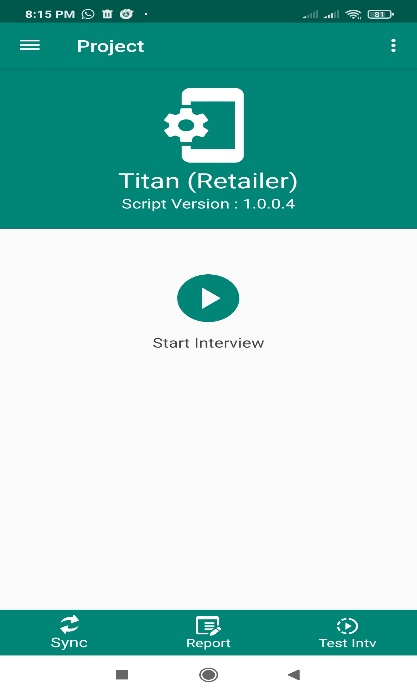 8:15 PM
81
Project
Titan (Retailer)
Script Version : 1.0.0.4
Start Interview
Sync
Report
Test Intv